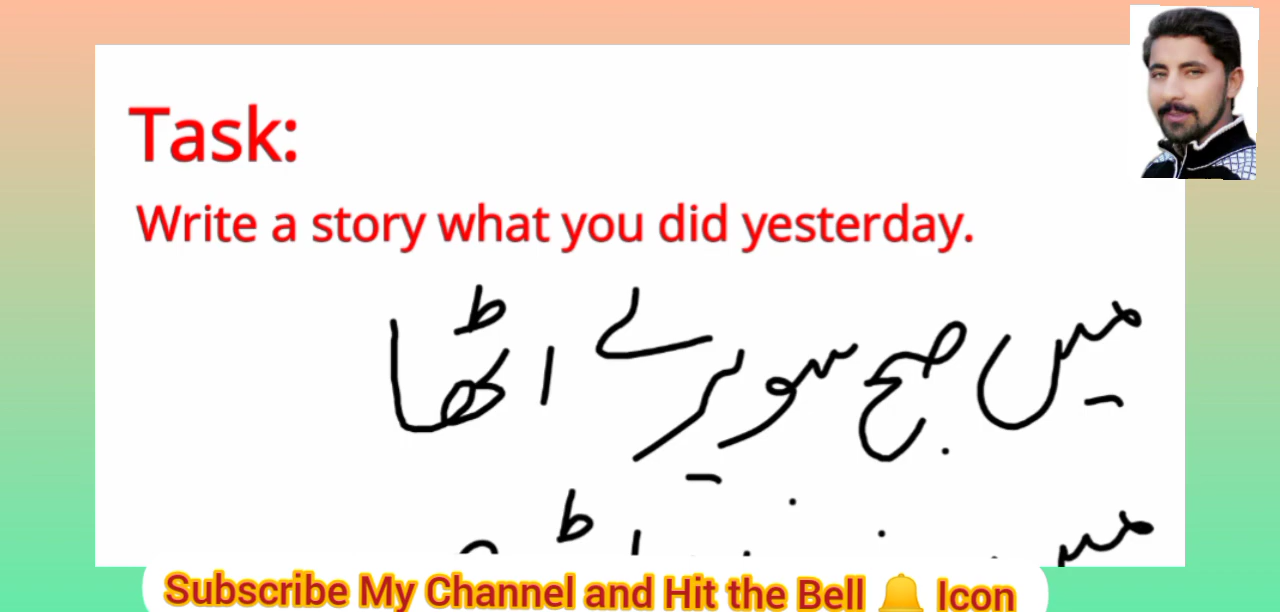 Task:
Write a story what you did yesterday.
میں صبح سویرے اٹھا
میں
Subscribe My Channel and Hit the Bell 🔔 Icon